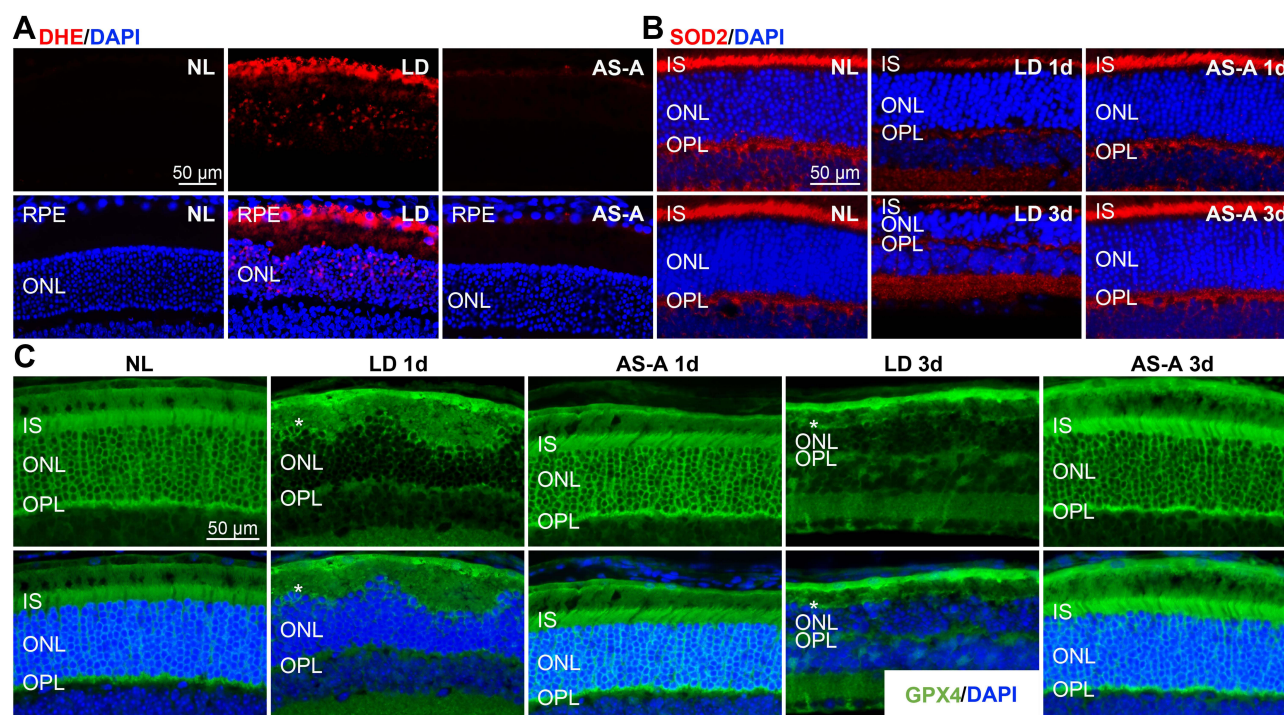 A
DHE/DAPI
NL
LD
AS-A
50 µm
RPE
NL
RPE
LD
RPE
AS-A
ONL
ONL
ONL
B
SOD2/DAPI
IS
NL
IS
LD 1d
IS
AS-A 1d
ONL
ONL
ONL
OPL
OPL
OPL
50 µm
IS
NL
IS
LD 3d
IS
AS-A 3d
ONL
ONL
ONL
OPL
OPL
OPL
C
NL
LD 1d
AS-A 1d
LD 3d
AS-A 3d
IS
*
IS
*
IS
ONL
ONL
ONL
ONL
ONL
OPL
OPL
OPL
OPL
OPL
50 µm
IS
*
IS
*
IS
ONL
ONL
ONL
ONL
ONL
OPL
OPL
OPL
OPL
OPL
GPX4/DAPI